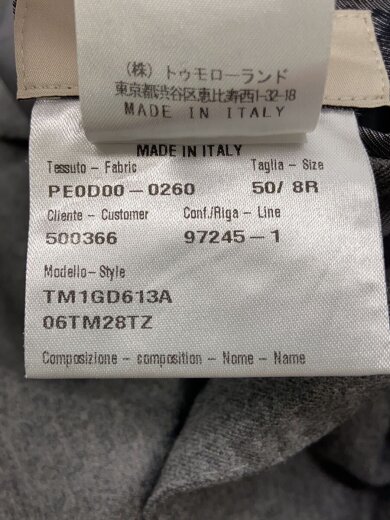 (株) トゥモローランド
東京都渋谷区恵比寿西1-32-18
MADE IN ITALY
MADE IN ITALY
Tessuto - Fabric Taglia - Size
PE0D00-0260 50/ 8R
Cliente - Customer Conf./Riga - Line
500366 97245-1
Modello-Style
TM1GD613A
06TM28TZ
Composizione - composition - Nome - Name